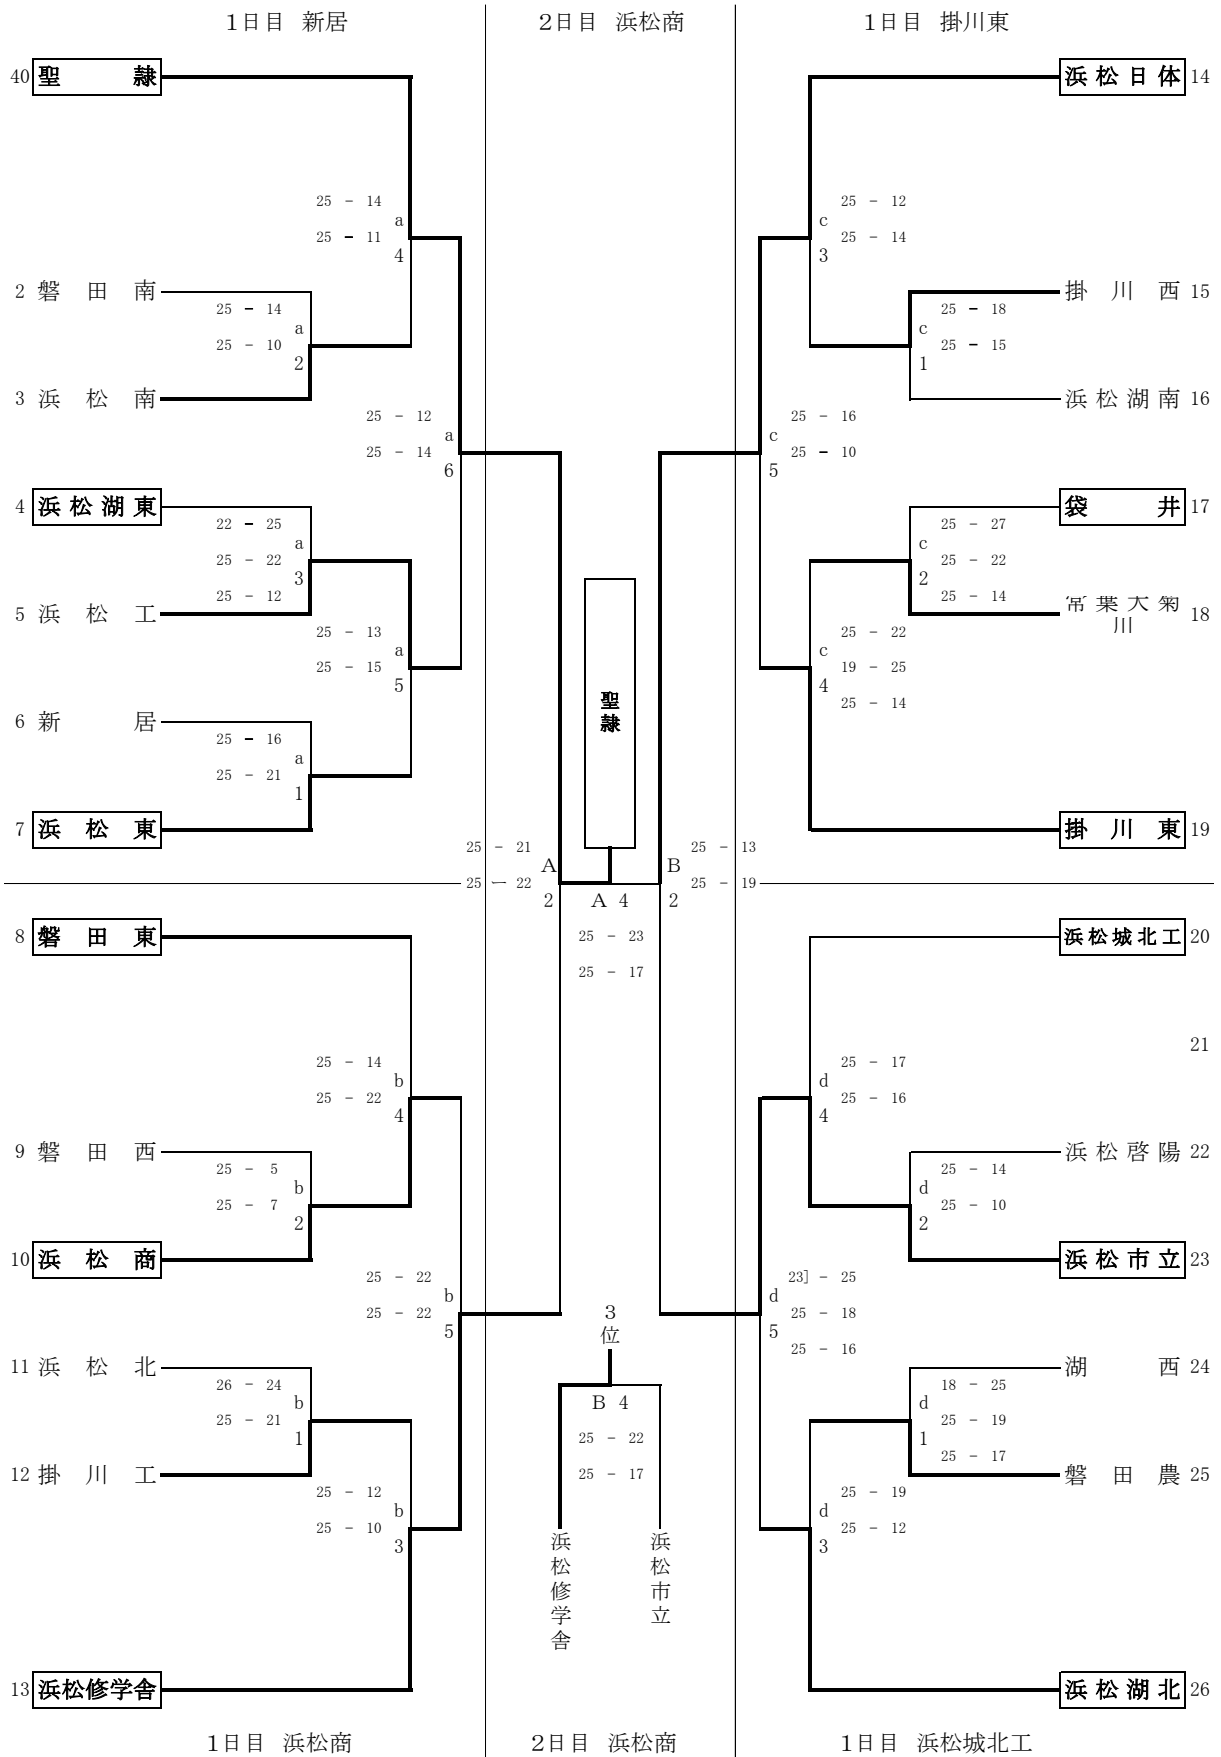 1日目 新居
2日目 浜松商
1日目 掛川東
40 聖 隷
浜松日体 14
25 - 14
a
25 - 11
4
25 - 12
c
25 - 14
3
2 磐 田 南
掛 川 西 15
25 - 14
a
25 - 10
2
25 - 18
c
25 - 15
1
3 浜 松 南
浜松湖南 16
25 - 12
a
25 - 14
6
25 - 16
c
25 - 10
5
4 浜松湖東
袋 井 17
22 - 25
a
25 - 22
3
25 - 12
25 - 27
c
25 - 22
2
25 - 14
5 浜 松 工
常葉大菊
川
18
25 - 13
a
25 - 15
5
25 - 22
c
19 - 25
4
25 - 14
聖隷
6 新 居
25 - 16
a
25 - 21
1
7 浜 松 東
掛 川 東 19
25 - 21
A
25 ー 22
2
A 4
25 - 13
B
25 - 19
2
25 - 23
25 - 17
8 磐 田 東
浜松城北工 20
21
25 - 14
b
25 - 22
4
25 - 17
d
25 - 16
4
9 磐 田 西
浜松啓陽 22
25 - 5
b
25 - 7
2
25 - 14
d
25 - 10
2
10 浜 松 商
浜松市立 23
25 - 22
b
25 - 22
5
23] - 25
d
25 - 18
5
25 - 16
3位
11 浜 松 北
湖 西 24
26 - 24
b
25 - 21
1
B 4
25 - 22
25 - 17
18 - 25
d
25 - 19
1
25 - 17
12 掛 川 工
磐 田 農 25
25 - 12
b
25 - 10
3
25 - 19
d
25 - 12
3
浜松修学舎
浜松市立
13 浜松修学舎
浜松湖北 26
1日目 浜松商
2日目 浜松商
1日目 浜松城北工